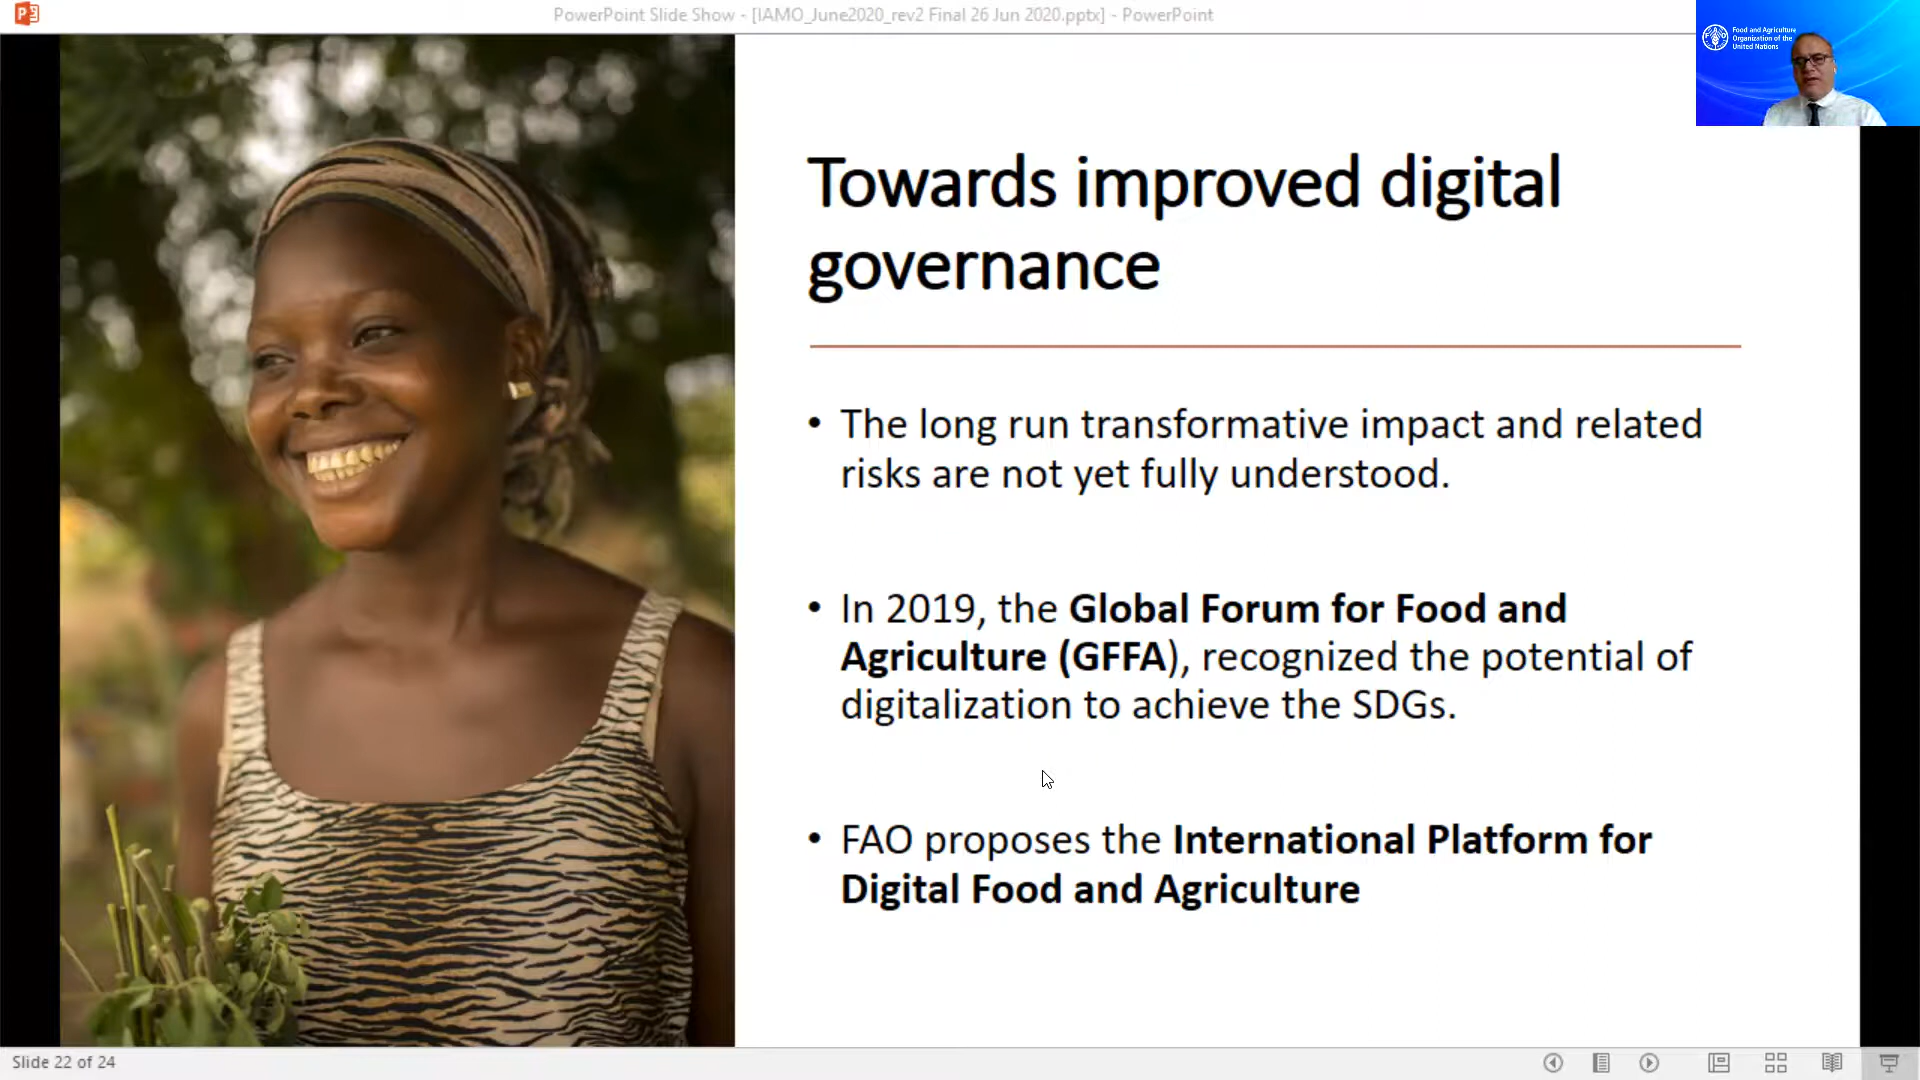 PowerPoint Slide Show - [IAMO_June2020_rev2 Final 26 Jun 2020.pptx] - PowerPoint
Food and Agriculture
Organization of the
United Nations
Towards improved digital
governance
• The long run transformative impact and related
risks are not yet fully understood.
• In 2019, the Global Forum for Food and
Agriculture (GFFA), recognized the potential of
digitalization to achieve the SDGs.
• FAO proposes the International Platform for
Digital Food and Agriculture
Slide 22 of 24